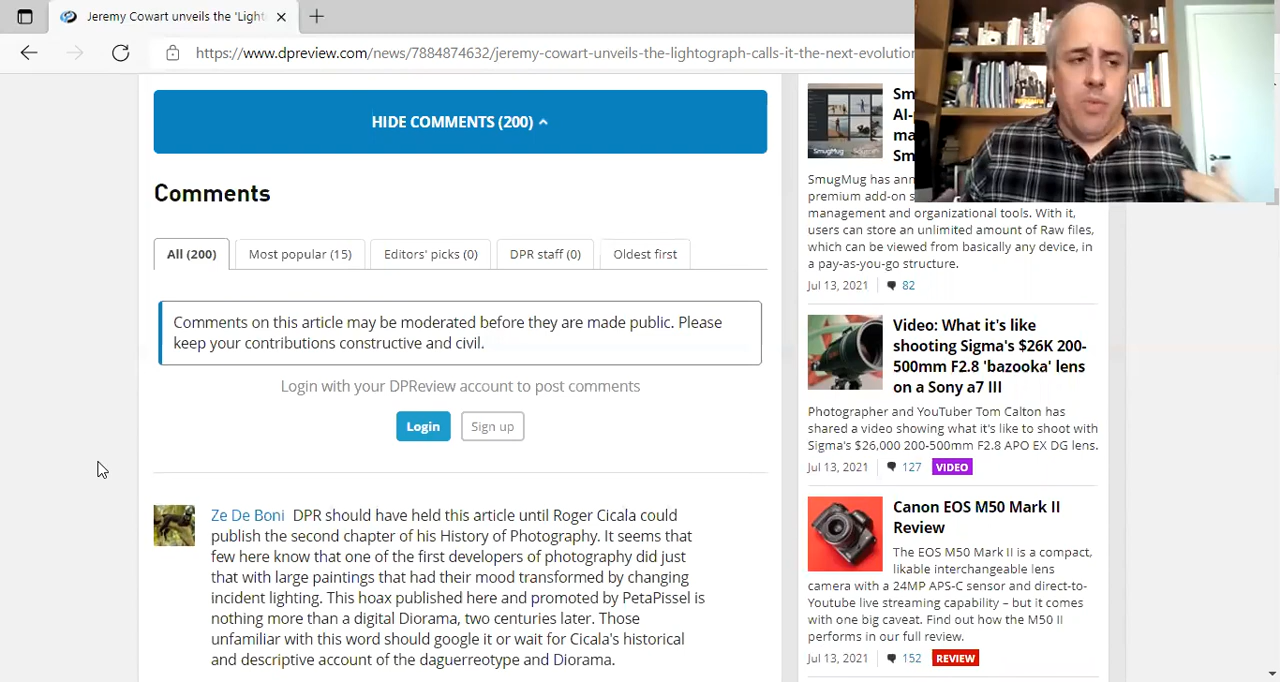 Jeremy Cowart unveils the 'Light
https://www.dpreview.com/news/7884874632/jeremy-cowart-unveils-the-lightograph-calls-it-the-next-evolution
HIDE COMMENTS (200)
Comments
All (200)
Most popular (15)
Editors' picks (0)
DPR staff (0)
Oldest first
Comments on this article may be moderated before they are made public. Please
keep your contributions constructive and civil.
Login with your DPReview account to post comments
Login
Sign up
Ze De Boni DPR should have held this article until Roger Cicala could
publish the second chapter of his History of Photography. It seems that
few here know that one of the first developers of photography did just
that with large paintings that had their mood transformed by changing
incident lighting. This hoax published here and promoted by PetaPissel is
nothing more than a digital Diorama, two centuries later. Those
unfamiliar with this word should google it or wait for Cicala's historical
and descriptive account of the daguerreotype and Diorama.
Smu
AI-
ma
Sm
SmugMug has ann
premium add-on s
management and organizational tools. With it,
users can store an unlimited amount of Raw files,
which can be viewed from basically any device, in
a pay-as-you-go structure.
Jul 13, 2021
82
Video: What it's like
shooting Sigma's $26K 200-
500mm F2.8 'bazooka' lens
on a Sony a7 III
Photographer and YouTuber Tom Calton has
shared a video showing what it's like to shoot with
Sigma's $26,000 200-500mm F2.8 APO EX DG lens.
Jul 13, 2021
127
VIDEO
Canon EOS M50 Mark II
Review
The EOS M50 Mark II is a compact,
likable interchangeable lens
camera with a 24MP APS-C sensor and direct-to-
Youtube live streaming capability – but it comes
with one big caveat. Find out how the M50 II
performs in our full review.
Jul 13, 2021
152
REVIEW